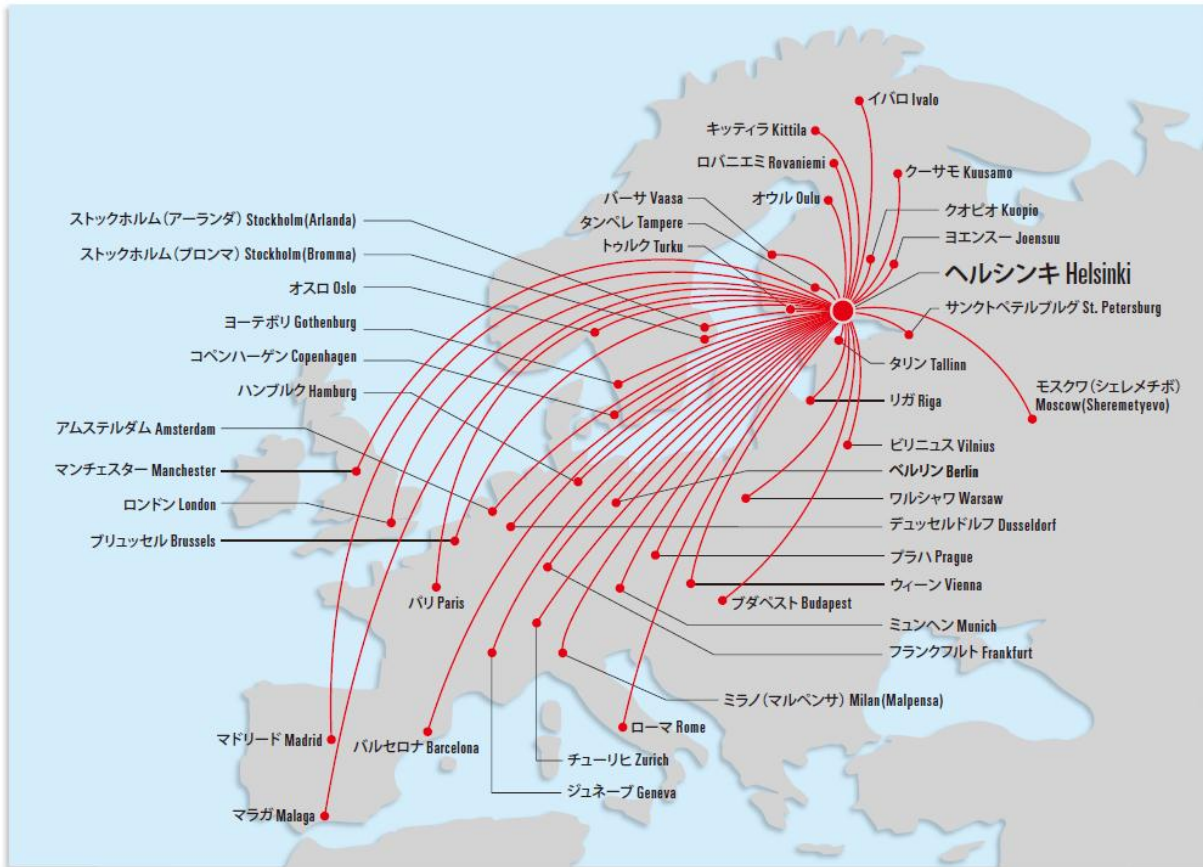 イバロ Ivalo
キッティラ Kittila
ロバニエミ Rovaniemi
クーサモ Kuusamo
バーサ Vaasa
オウル Oulu
クオピオ Kuopio
ストックホルム（アーランダ） Stockholm(Arlanda)
タンペレ Tampere
ヨエンスー Joensuu
トゥルク Turku
ストックホルム（ブロンマ） Stockholm(Bromma)
ヘルシンキ Helsinki
オスロ Oslo
サンクトペテルブルグ St. Petersburg
ヨーテボリ Gothenburg
コペンハーゲン Copenhagen
タリン Tallinn
ハンブルク Hamburg
モスクワ（シェレメチボ）
Moscow(Sheremetyevo)
リガ Riga
アムステルダム Amsterdam
ビリニュス Vilnius
マンチェスター Manchester
ベルリン Berlin
ロンドン London
ワルシャワ Warsaw
デュッセルドルフ Dusseldorf
ブリュッセル Brussels
プラハ Prague
ウィーン Vienna
パリ Paris
ブダペスト Budapest
ミュンヘン Munich
フランクフルト Frankfurt
ミラノ（マルペンサ） Milan(Malpensa)
ローマ Rome
マドリード Madrid
バルセロナ Barcelona
チューリヒ Zurich
ジュネーブ Geneva
マラガ Malaga